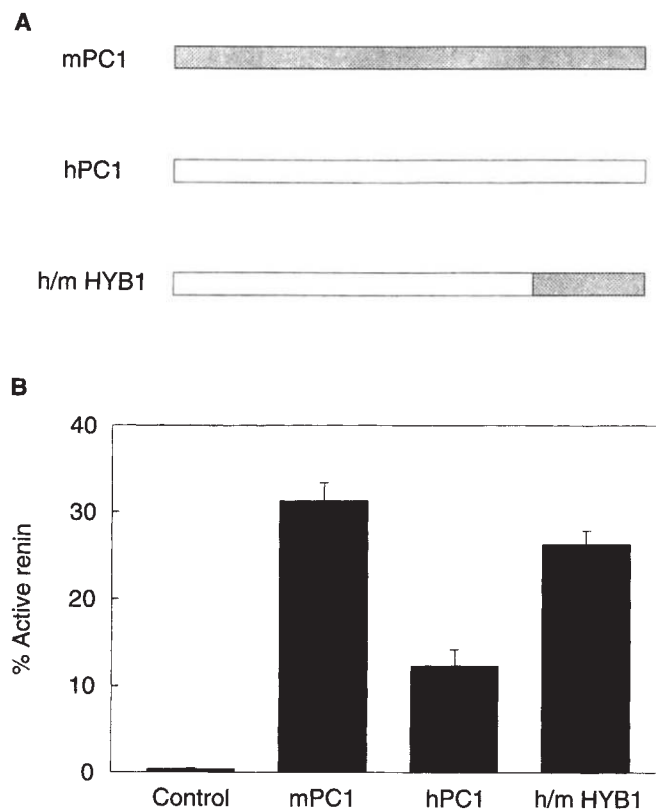 A
mPC1
hPC1
h/m HYB1
B
40
30
20
10
0
% Active renin
Control mPC1 hPC1 h/m HYB1